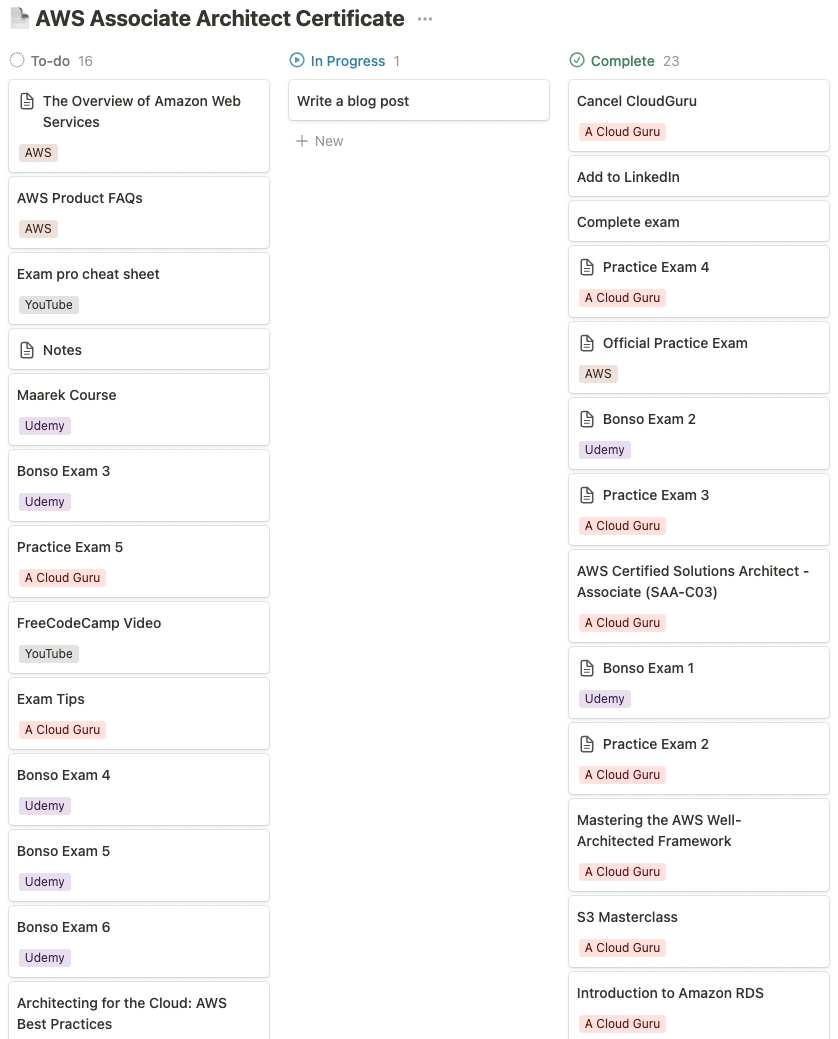 AWS Associate Architect Certificate
To-do 16
The Overview of Amazon Web
Services
AWS
AWS Product FAQs
AWS
Exam pro cheat sheet
YouTube
Notes
Maarek Course
Udemy
Bonso Exam 3
Udemy
Practice Exam 5
A Cloud Guru
FreeCodeCamp Video
YouTube
Exam Tips
A Cloud Guru
Bonso Exam 4
Udemy
Bonso Exam 5
Udemy
Bonso Exam 6
Udemy
Architecting for the Cloud: AWS
Best Practices
In Progress 1
Write a blog post
New
Complete 23
Cancel CloudGuru
A Cloud Guru
Add to LinkedIn
Complete exam
Practice Exam 4
A Cloud Guru
Official Practice Exam
AWS
Bonso Exam 2
Udemy
Practice Exam 3
A Cloud Guru
AWS Certified Solutions Architect -
Associate (SAA-C03)
A Cloud Guru
Bonso Exam 1
Udemy
Practice Exam 2
A Cloud Guru
Mastering the AWS Well-
Architected Framework
A Cloud Guru
S3 Masterclass
A Cloud Guru
Introduction to Amazon RDS
A Cloud Guru